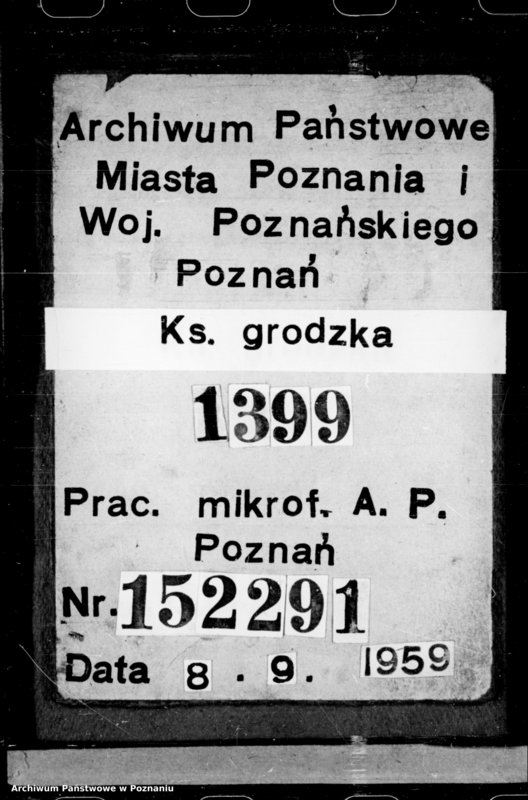 Archiwum Państwowe
Miasta Poznania i
Woj. Poznańskiego
Poznań
Ks. grodzka
1399
Prac. mikrof. A. P.
Poznań
Nr. 152291
Data 8 . 9. 1959
Archiwum Państwowe w Poznaniu